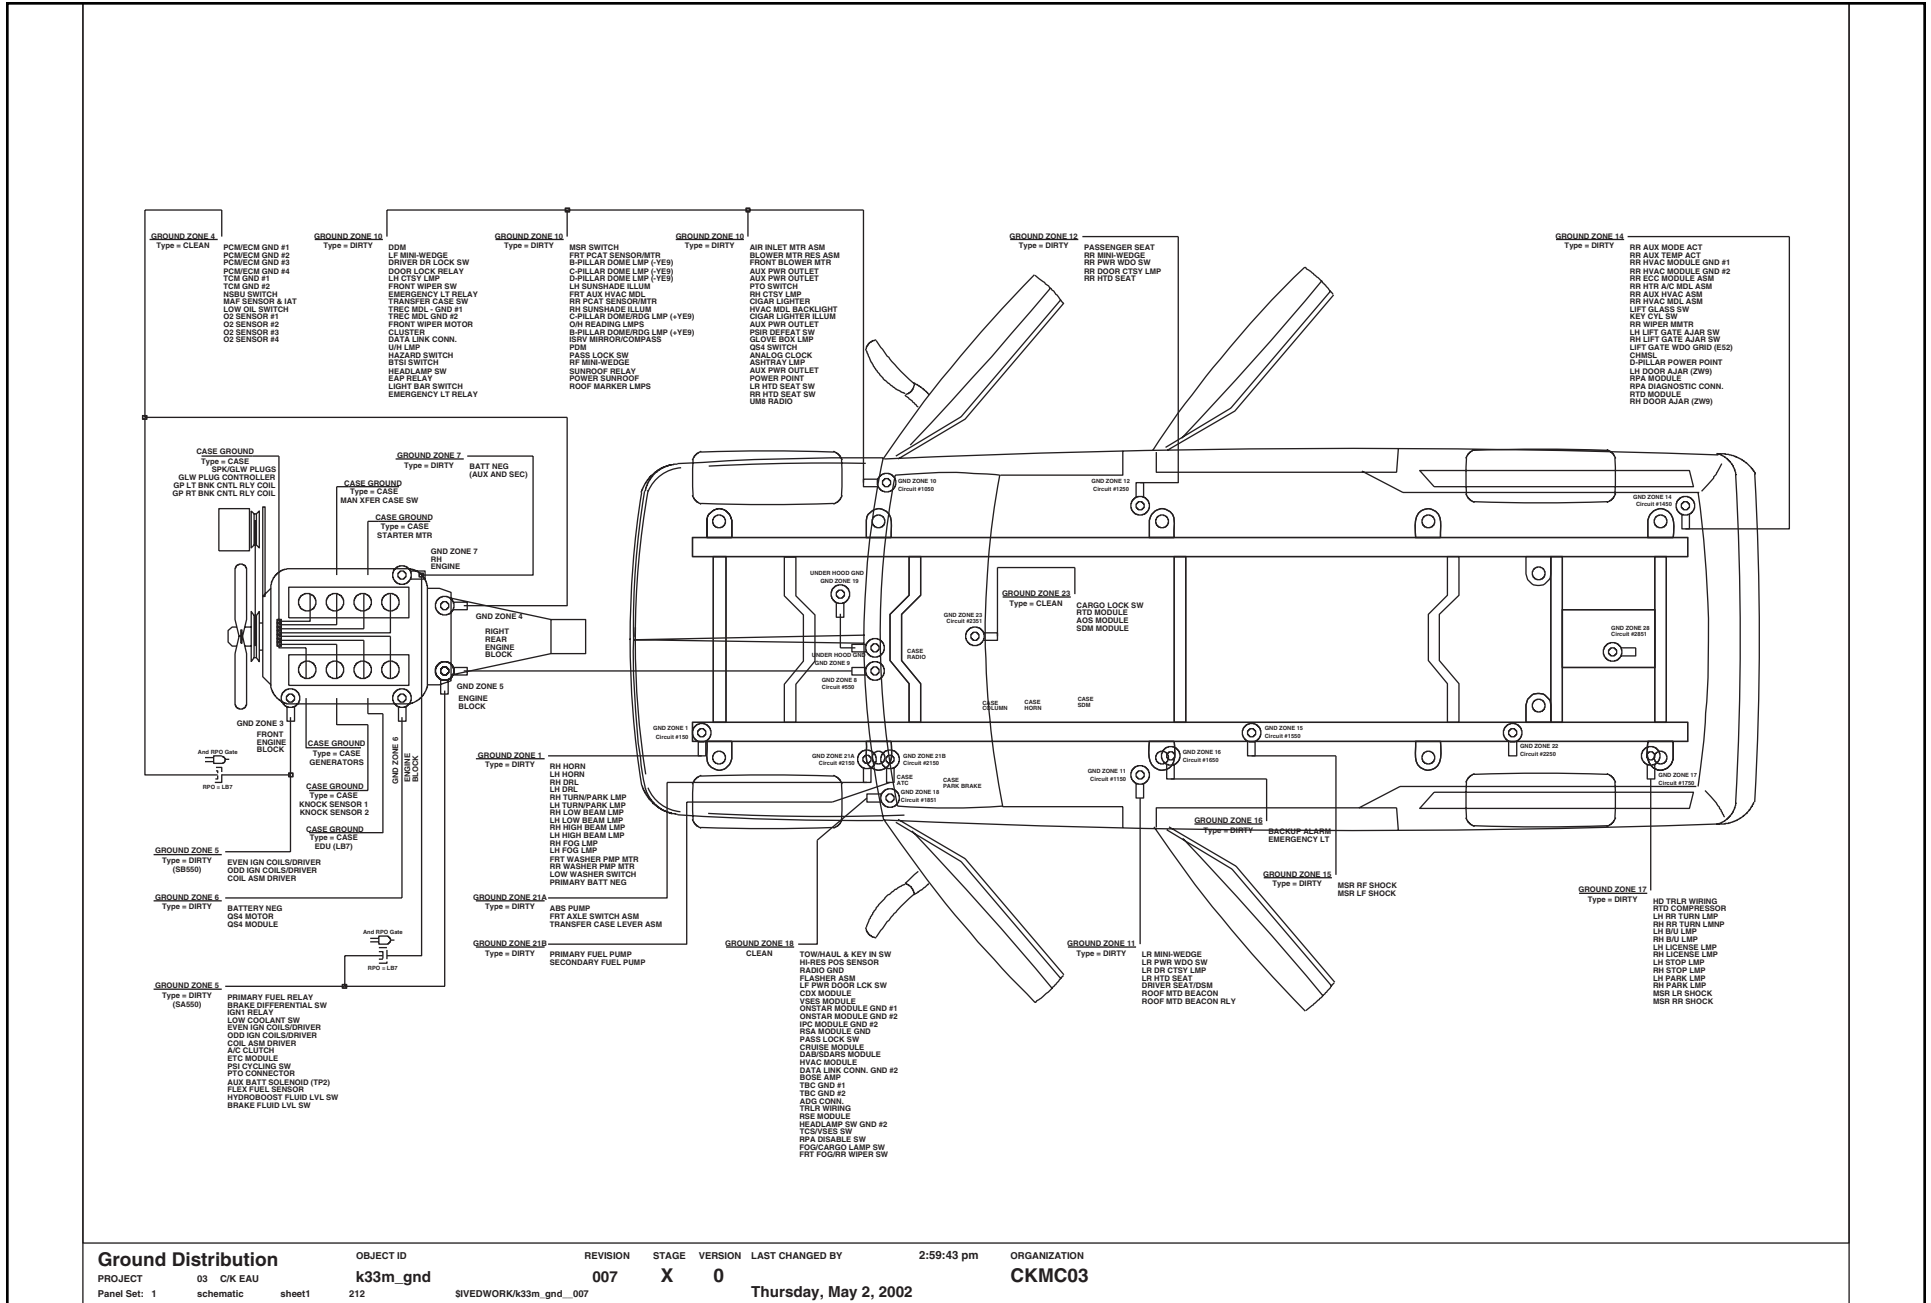 GROUND ZONE 4
Type = CLEAN
PCM/ECM GND #1
PCM/ECM GND #2
PCM/ECM GND #3
PCM/ECM GND #4
TCM GND #1
TCM GND #2
NSBU SWITCH
MAF SENSOR & IAT
LOW OIL SWITCH
O2 SENSOR #1
O2 SENSOR #2
O2 SENSOR #3
O2 SENSOR #4
GROUND ZONE 10
Type = DIRTY
DDM
LF MINI-WEDGE
DRIVER DR LOCK SW
DOOR LOCK RELAY
LH CTSY LMP
FRONT WIPER SW
EMERGENCY LT RELAY
TRANSFER CASE SW
TREC MDL - GND #1
TREC MDL GND #2
FRONT WIPER MOTOR
CLUSTER
DATA LINK CONN.
U/H LMP
HAZARD SWITCH
BTSI SWITCH
HEADLAMP SW
EAP RELAY
LIGHT BAR SWITCH
EMERGENCY LT RELAY
GROUND ZONE 10
Type = DIRTY
MSR SWITCH
FRT PCAT SENSOR/MTR
B-PILLAR DOME LMP (-YE9)
C-PILLAR DOME LMP (-YE9)
D-PILLAR DOME LMP (-YE9)
LH SUNSHADE ILLUM
FRT AUX HVAC MDL
RR PCAT SENSOR/MTR
RH SUNSHADE ILLUM
C-PILLAR DOME/RDG LMP (+YE9)
O/H READING LMPS
B-PILLAR DOME/RDG LMP (+YE9)
ISRV MIRROR/COMPASS
PDM
PASS LOCK SW
RF MINI-WEDGE
SUNROOF RELAY
POWER SUNROOF
ROOF MARKER LMPS
GROUND ZONE 10
Type = DIRTY
AIR INLET MTR ASM
BLOWER MTR RES ASM
FRONT BLOWER MTR
AUX PWR OUTLET
AUX PWR OUTLET
PTO SWITCH
RH CTSY LMP
CIGAR LIGHTER
HVAC MDL BACKLIGHT
CIGAR LIGHTER ILLUM
AUX PWR OUTLET
PSIR DEFEAT SW
GLOVE BOX LMP
QS4 SWITCH
ANALOG CLOCK
ASHTRAY LMP
AUX PWR OUTLET
POWER POINT
LR HTD SEAT SW
RR HTD SEAT SW
UM8 RADIO
GROUND ZONE 12
Type = DIRTY
PASSENGER SEAT
RR MINI-WEDGE
RR PWR WDO SW
RR DOOR CTSY LMP
RR HTD SEAT
GROUND ZONE 14
Type = DIRTY
RR AUX MODE ACT
RR AUX TEMP ACT
RR HVAC MODULE GND #1
RR HVAC MODULE GND #2
RR ECC MODULE ASM
RR HTR A/C MDL ASM
RR AUX HVAC ASM
RR HVAC MDL ASM
LIFT GLASS SW
KEY CYL SW
RR WIPER MMTR
LH LIFT GATE AJAR SW
RH LIFT GATE AJAR SW
LIFT GATE WDO GRID (E52)
CHMSL
D-PILLAR POWER POINT
LH DOOR AJAR (ZW9)
RPA MODULE
RPA DIAGNOSTIC CONN.
RTD MODULE
RH DOOR AJAR (ZW9)
CASE GROUND
Type = CASE
SPK/GLW PLUGS
GLW PLUG CONTROLLER
GP LT BNK CNTL RLY COIL
GP RT BNK CNTL RLY COIL
GROUND ZONE 7
Type = DIRTY
BATT NEG
(AUX AND SEC)
CASE GROUND
Type = CASE
MAN XFER CASE SW
CASE GROUND
Type = CASE
STARTER MTR
GND ZONE 7
RH
ENGINE
GND ZONE 4
RIGHT
REAR
ENGINE
BLOCK
GND ZONE 5
ENGINE
BLOCK
GND ZONE 3
FRONT
ENGINE
BLOCK
CASE GROUND
Type = CASE
GENERATORS
GND ZONE 6
ENGINE
BLOCK
And RPO Gate
RPO = LB7
CASE GROUND
Type = CASE
KNOCK SENSOR 1
KNOCK SENSOR 2
CASE GROUND
Type = CASE
EDU (LB7)
GND ZONE 10
Circuit #1050
GND ZONE 12
Circuit #1250
GND ZONE 14
Circuit #1450
UNDER HOOD GND
GND ZONE 19
GROUND ZONE 23
Type = CLEAN
CARGO LOCK SW
RTD MODULE
AOS MODULE
SDM MODULE
GND ZONE 23
Circuit #2351
GND ZONE 28
Circuit #2851
UNDER HOOD GND
GND ZONE 9
CASE
RADIO
GND ZONE 8
Circuit #550
CASE
COLUMN
CASE
HORN
CASE
SDM
GND ZONE 1
Circuit #150
GND ZONE 15
Circuit #1550
GND ZONE 22
Circuit #2250
GND ZONE 21A
Circuit #2150
GND ZONE 21B
Circuit #2150
GND ZONE 16
Circuit #1650
GND ZONE 11
Circuit #1150
GND ZONE 17
Circuit #1750
CASE
ATC
CASE
PARK BRAKE
GND ZONE 18
Circuit #1851
GROUND ZONE 1
Type = DIRTY
RH HORN
LH HORN
RH DRL
LH DRL
RH TURN/PARK LMP
LH TURN/PARK LMP
RH LOW BEAM LMP
LH LOW BEAM LMP
RH HIGH BEAM LMP
LH HIGH BEAM LMP
RH FOG LMP
LH FOG LMP
FRT WASHER PMP MTR
RR WASHER PMP MTR
LOW WASHER SWITCH
PRIMARY BATT NEG
GROUND ZONE 16
Type = DIRTY
BACKUP ALARM
EMERGENCY LT
GROUND ZONE 15
Type = DIRTY
MSR RF SHOCK
MSR LF SHOCK
GROUND ZONE 5
Type = DIRTY
(SB550)
EVEN IGN COILS/DRIVER
ODD IGN COILS/DRIVER
COIL ASM DRIVER
GROUND ZONE 6
Type = DIRTY
BATTERY NEG
QS4 MOTOR
QS4 MODULE
GROUND ZONE 21A
Type = DIRTY
ABS PUMP
FRT AXLE SWITCH ASM
TRANSFER CASE LEVER ASM
GROUND ZONE 21B
Type = DIRTY
PRIMARY FUEL PUMP
SECONDARY FUEL PUMP
And RPO Gate
RPO = LB7
GROUND ZONE 5
Type = DIRTY
(SA550)
PRIMARY FUEL RELAY
BRAKE DIFFERENTIAL SW
IGN1 RELAY
LOW COOLANT SW
EVEN IGN COILS/DRIVER
ODD IGN COILS/DRIVER
COIL ASM DRIVER
A/C CLUTCH
ETC MODULE
PSI CYCLING SW
PTO CONNECTOR
AUX BATT SOLENOID (TP2)
FLEX FUEL SENSOR
HYDROBOOST FLUID LVL SW
BRAKE FLUID LVL SW
GROUND ZONE 18
CLEAN
TOW/HAUL & KEY IN SW
HI-RES POS SENSOR
RADIO GND
FLASHER ASM
LF PWR DOOR LCK SW
CDX MODULE
VSES MODULE
ONSTAR MODULE GND #1
ONSTAR MODULE GND #2
IPC MODULE GND #2
RSA MODULE GND
PASS LOCK SW
CRUISE MODULE
DAB/SDARS MODULE
HVAC MODULE
DATA LINK CONN. GND #2
BOSE AMP
TBC GND #1
TBC GND #2
ADG CONN.
TRLR WIRING
RSE MODULE
HEADLAMP SW GND #2
TCS/VSES SW
RPA DISABLE SW
FOG/CARGO LAMP SW
FRT FOG/RR WIPER SW
GROUND ZONE 11
Type = DIRTY
LR MINI-WEDGE
LR PWR WDO SW
LR DR CTSY LMP
LR HTD SEAT
DRIVER SEAT/DSM
ROOF MTD BEACON
ROOF MTD BEACON RLY
GROUND ZONE 17
Type = DIRTY
HD TRLR WIRING
RTD COMPRESSOR
LH RR TURN LMP
RH RR TURN LMNP
LH B/U LMP
RH B/U LMP
LH LICENSE LMP
RH LICENSE LMP
LH STOP LMP
RH STOP LMP
LH PARK LMP
RH PARK LMP
MSR LR SHOCK
MSR RR SHOCK
Ground Distribution
OBJECT ID
REVISION STAGE VERSION LAST CHANGED BY 2:59:43 pm ORGANIZATION
PROJECT 03 C/K EAU k33m_gnd 007 X 0 CKMC03
Panel Set: 1 schematic sheet1 212 $IVEDWORK/k33m_gnd__007 Thursday, May 2, 2002